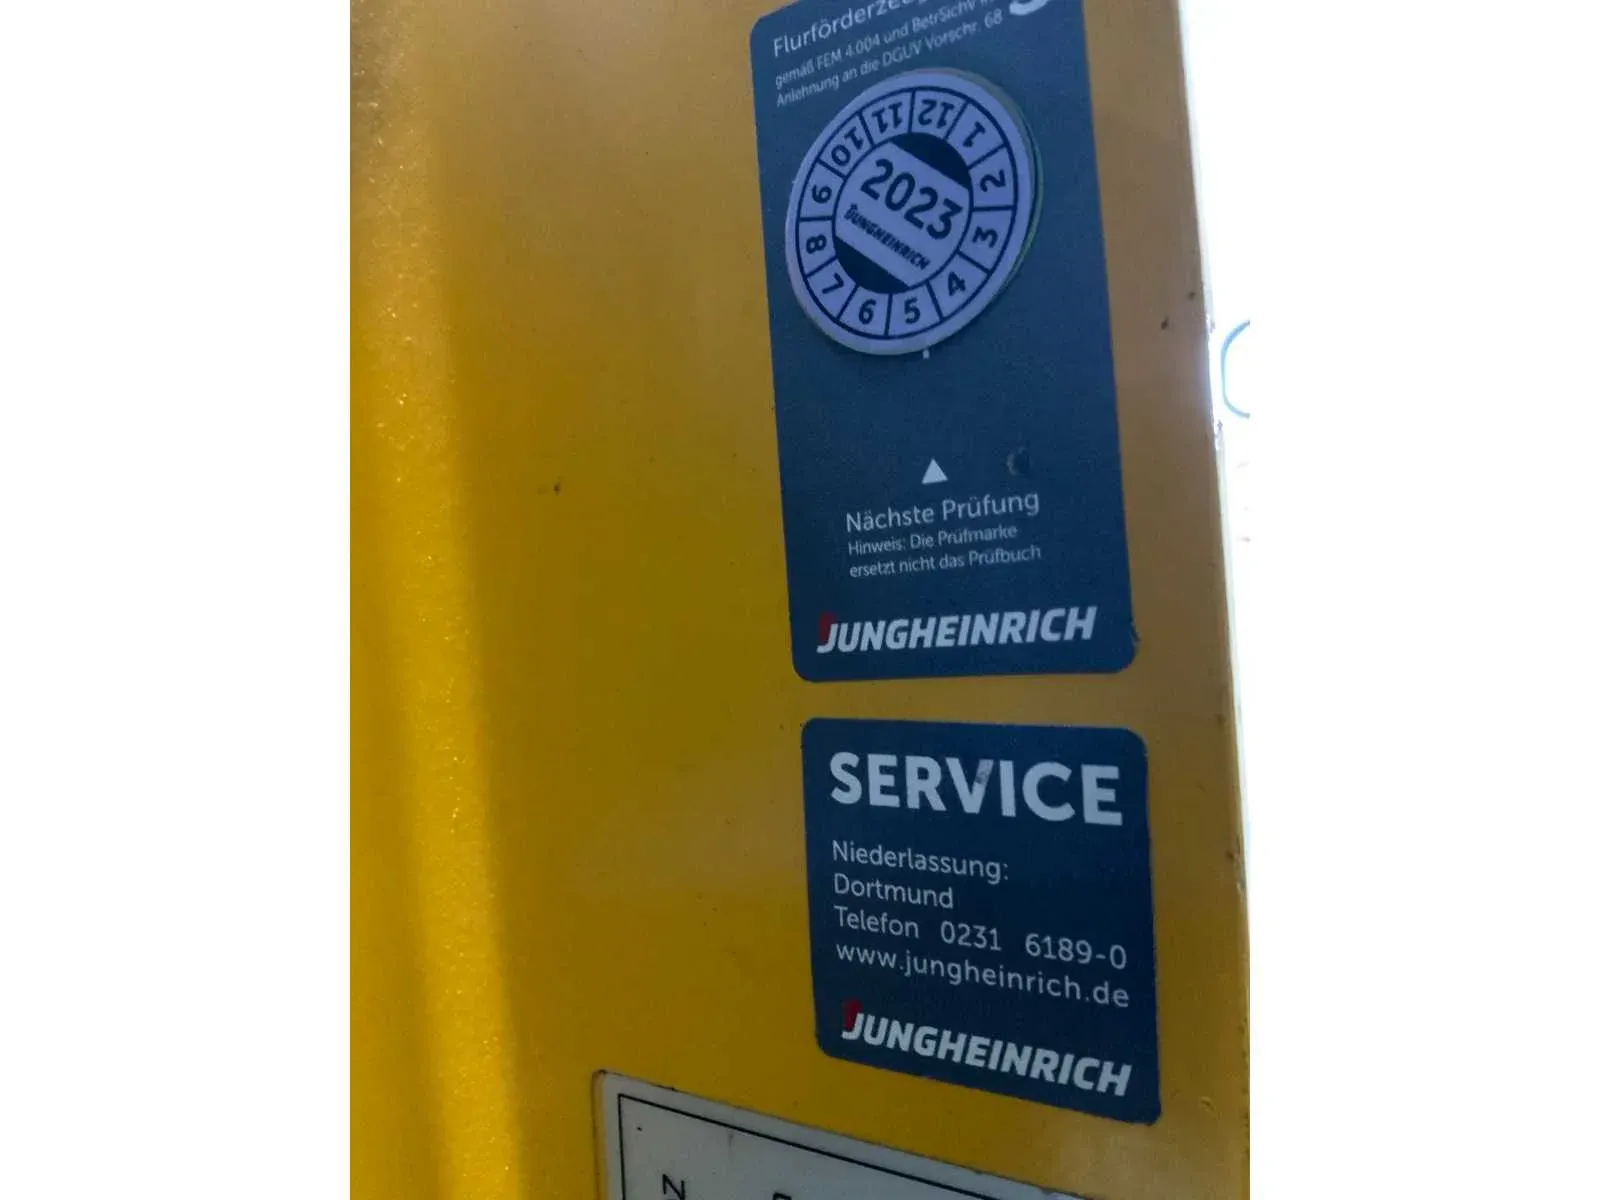 gemäß FEM 4.004 und BetrSichV in
Anlehnung an die DGUV Vorschr. 68
1
2
3
4
5
6
7
8
9
10
11
12
2023
JUNGHEINRICH
Nächste Prüfung
Hinweis: Die Prüfmarke
ersetzt nicht das Prüfbuch
JUNGHEINRICH
SERVICE
Niederlassung:
Dortmund
Telefon 0231 6189-0
www.jungheinrich.de
JUNGHEINRICH